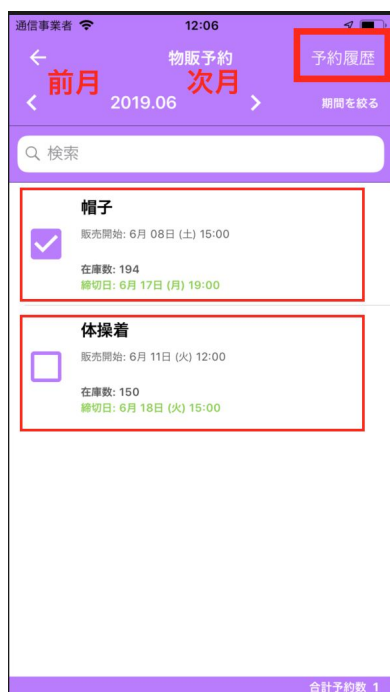 通信事業者 12:06
物販予約 予約履歴
前月 次月
2019.06 期間を絞る
検索
帽子
販売開始: 6月 08日 (土) 15:00
在庫数: 194
締切日: 6月 17日 (月) 19:00
体操着
販売開始: 6月 11日 (火) 12:00
在庫数: 150
締切日: 6月 18日 (火) 15:00
合計予約数 1